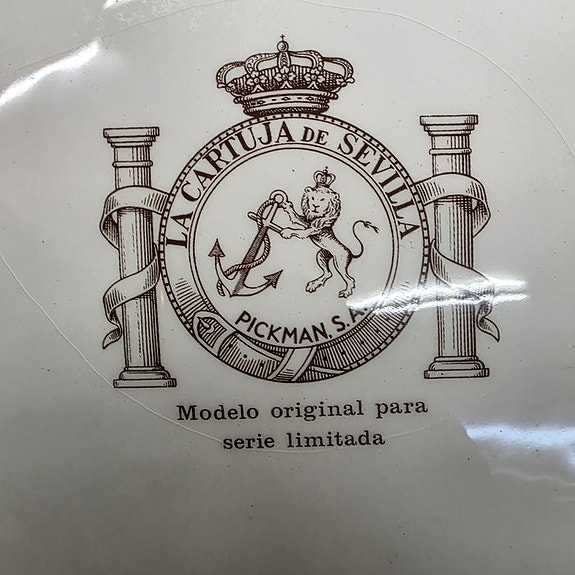 LA CARTUJA DE SEVILLA
PICKMAN, S. A.
Modelo original para
serie limitada